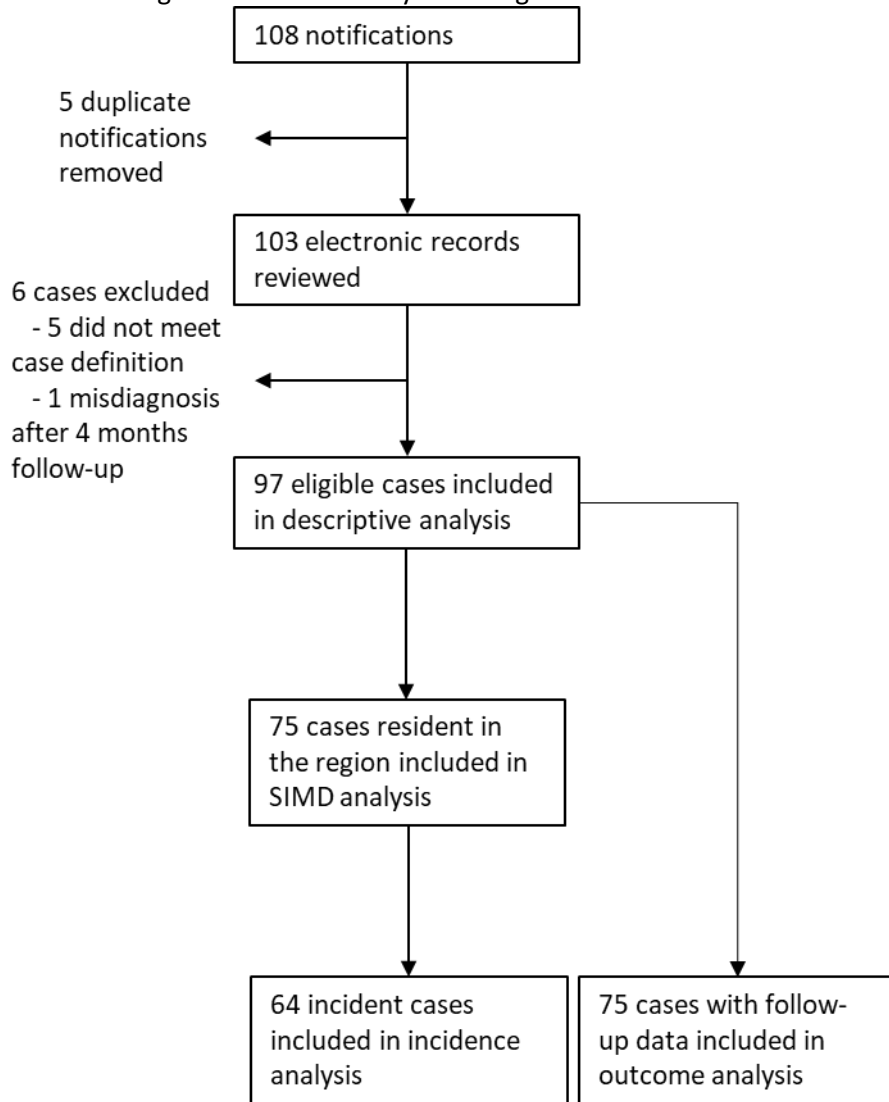 108 notifications
5 duplicate
notifications
removed
103 electronic records
reviewed
6 cases excluded
- 5 did not meet
case definition
- 1 misdiagnosis
after 4 months
follow-up
97 eligible cases included
in descriptive analysis
75 cases resident in
the region included in
SIMD analysis
64 incident cases
included in incidence
analysis
75 cases with follow-
up data included in
outcome analysis